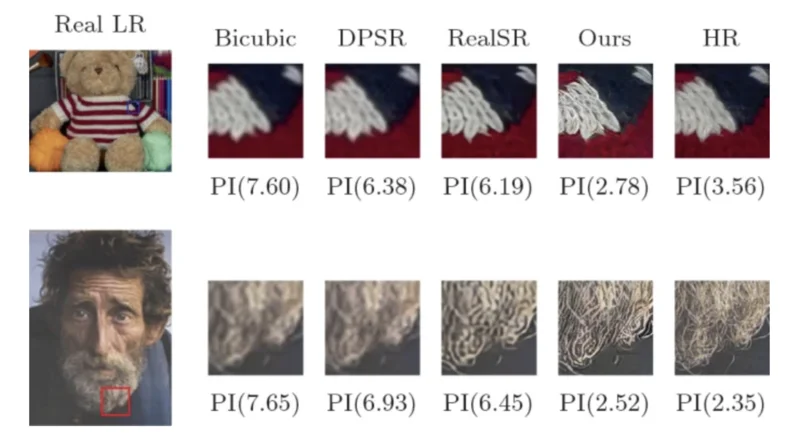 Real LR
Bicubic DPSR RealSR Ours HR
PI(7.60) PI(6.38) PI(6.19) PI(2.78) PI(3.56)
PI(7.65) PI(6.93) PI(6.45) PI(2.52) PI(2.35)